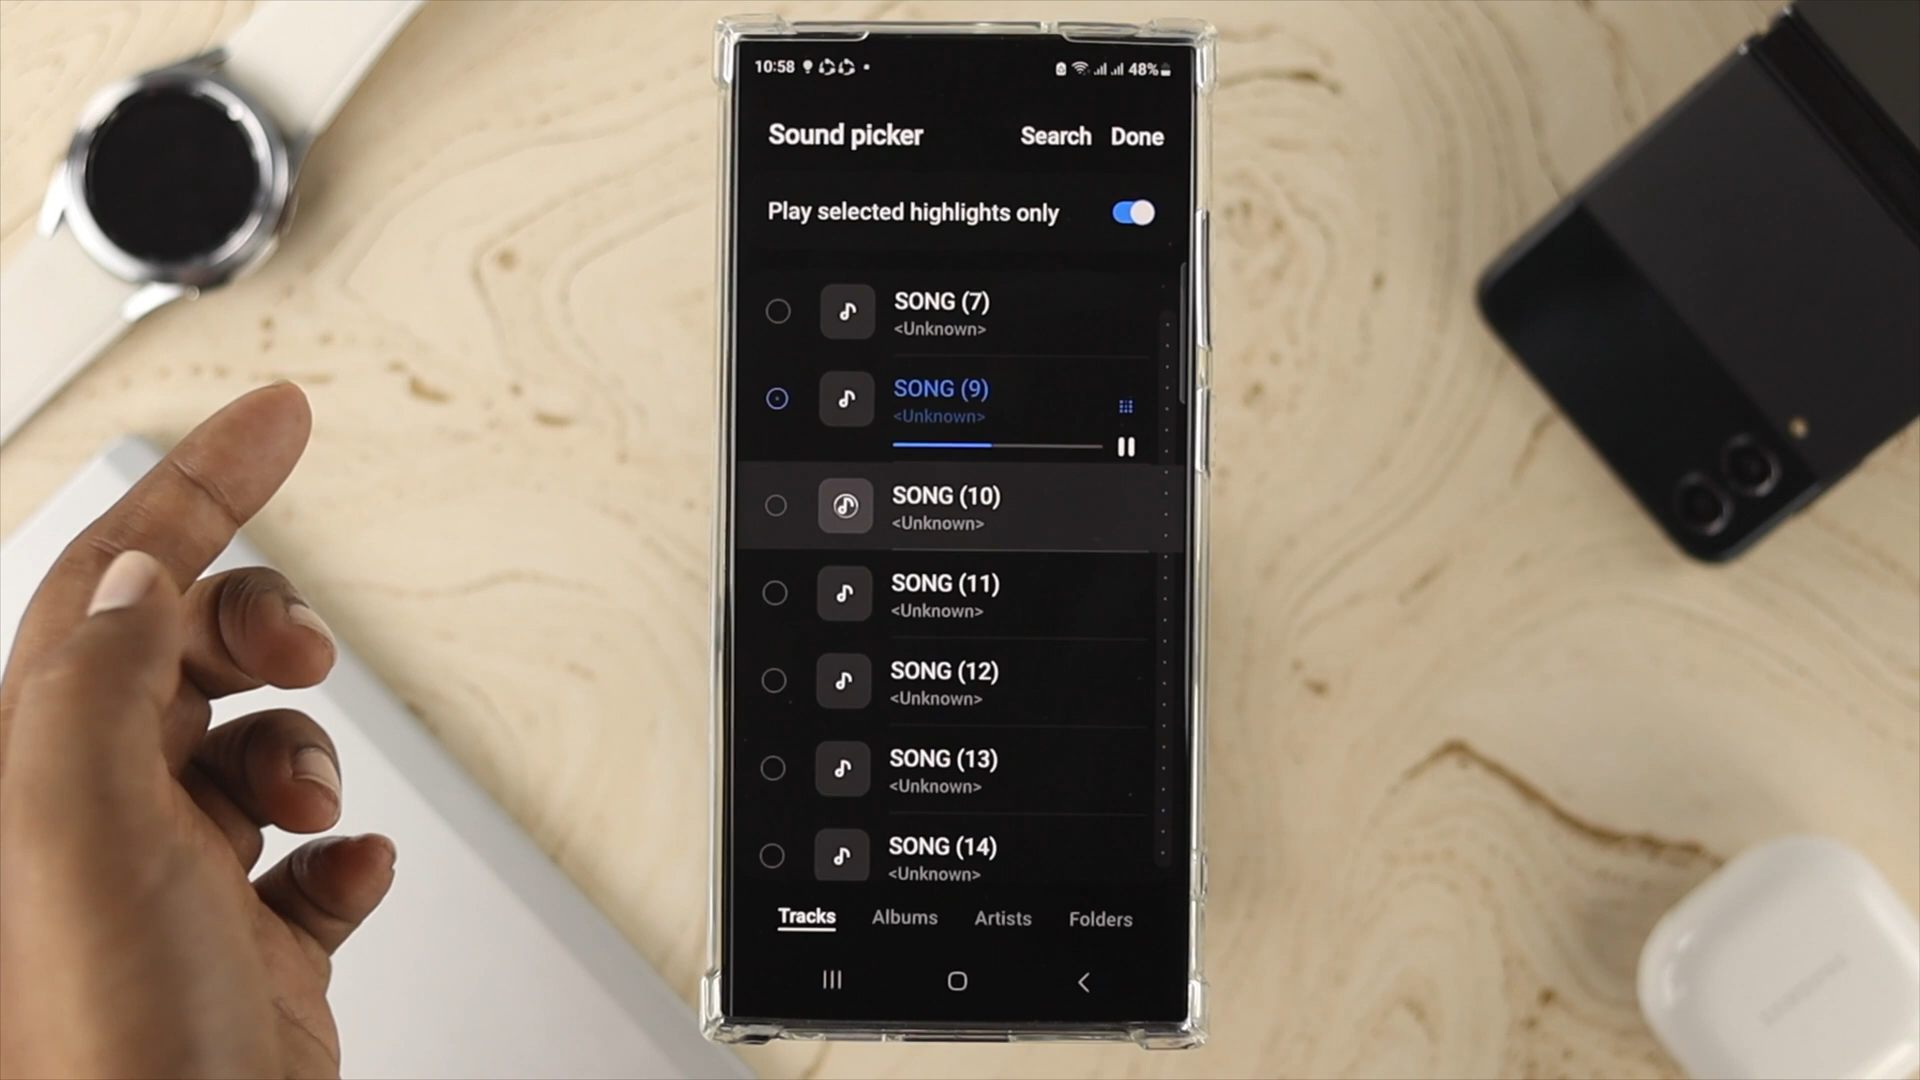 10:58
48%
Sound picker
Search
Done
Play selected highlights only
SONG (7)
<Unknown>
SONG (9)
<Unknown>
SONG (10)
<Unknown>
SONG (11)
<Unknown>
SONG (12)
<Unknown>
SONG (13)
<Unknown>
SONG (14)
<Unknown>
Tracks
Albums
Artists
Folders